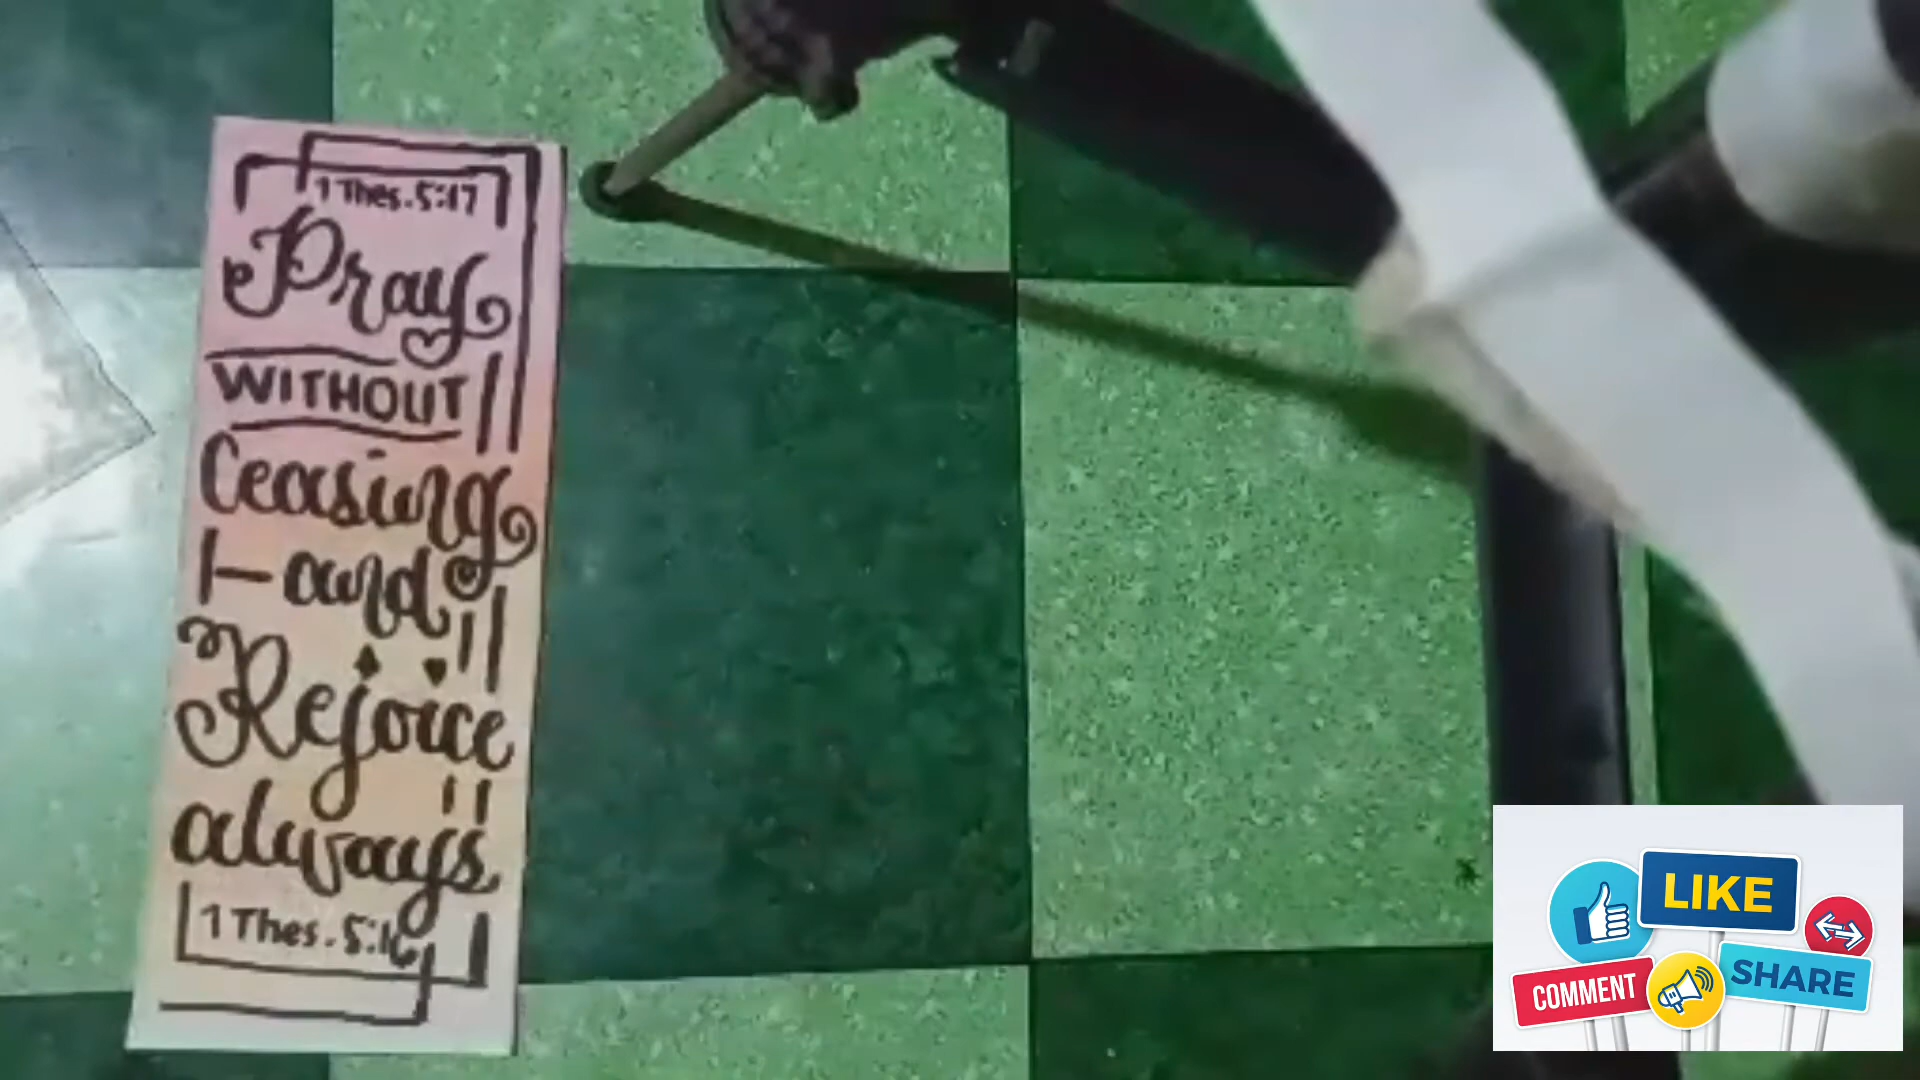 1 Thes. 5:17
Pray
WITHOUT
Ceasing
and
Rejoice
always
1 Thes. 5:16
LIKE
COMMENT
SHARE